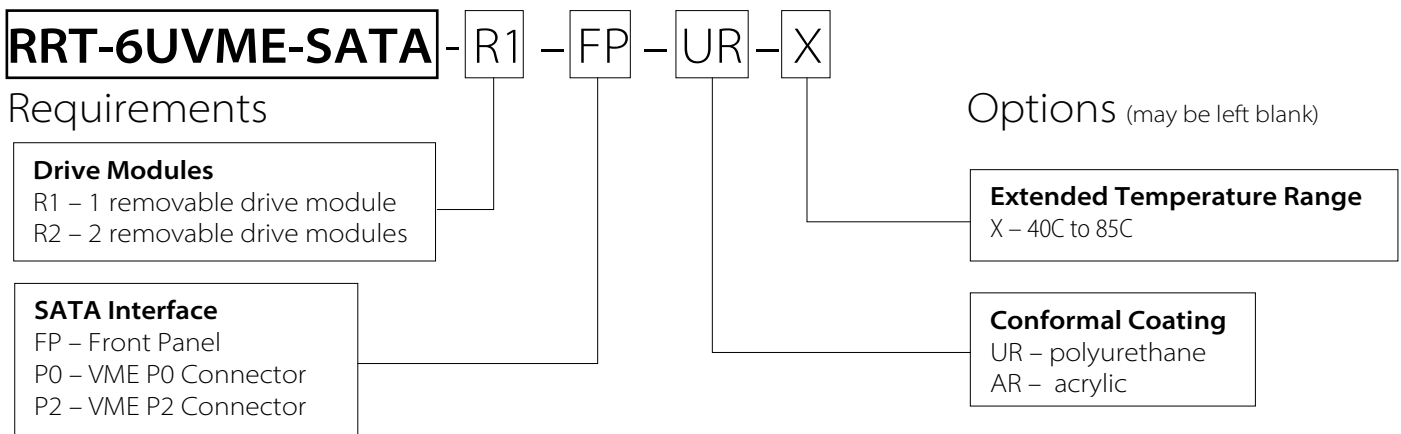 RRT-6UVME-SATA - R1 – FP – UR – X
Requirements
Options (may be left blank)
Drive Modules
R1 – 1 removable drive module
R2 – 2 removable drive modules
SATA Interface
FP – Front Panel
P0 – VME P0 Connector
P2 – VME P2 Connector
Extended Temperature Range
X – 40C to 85C
Conformal Coating
UR – polyurethane
AR – acrylic